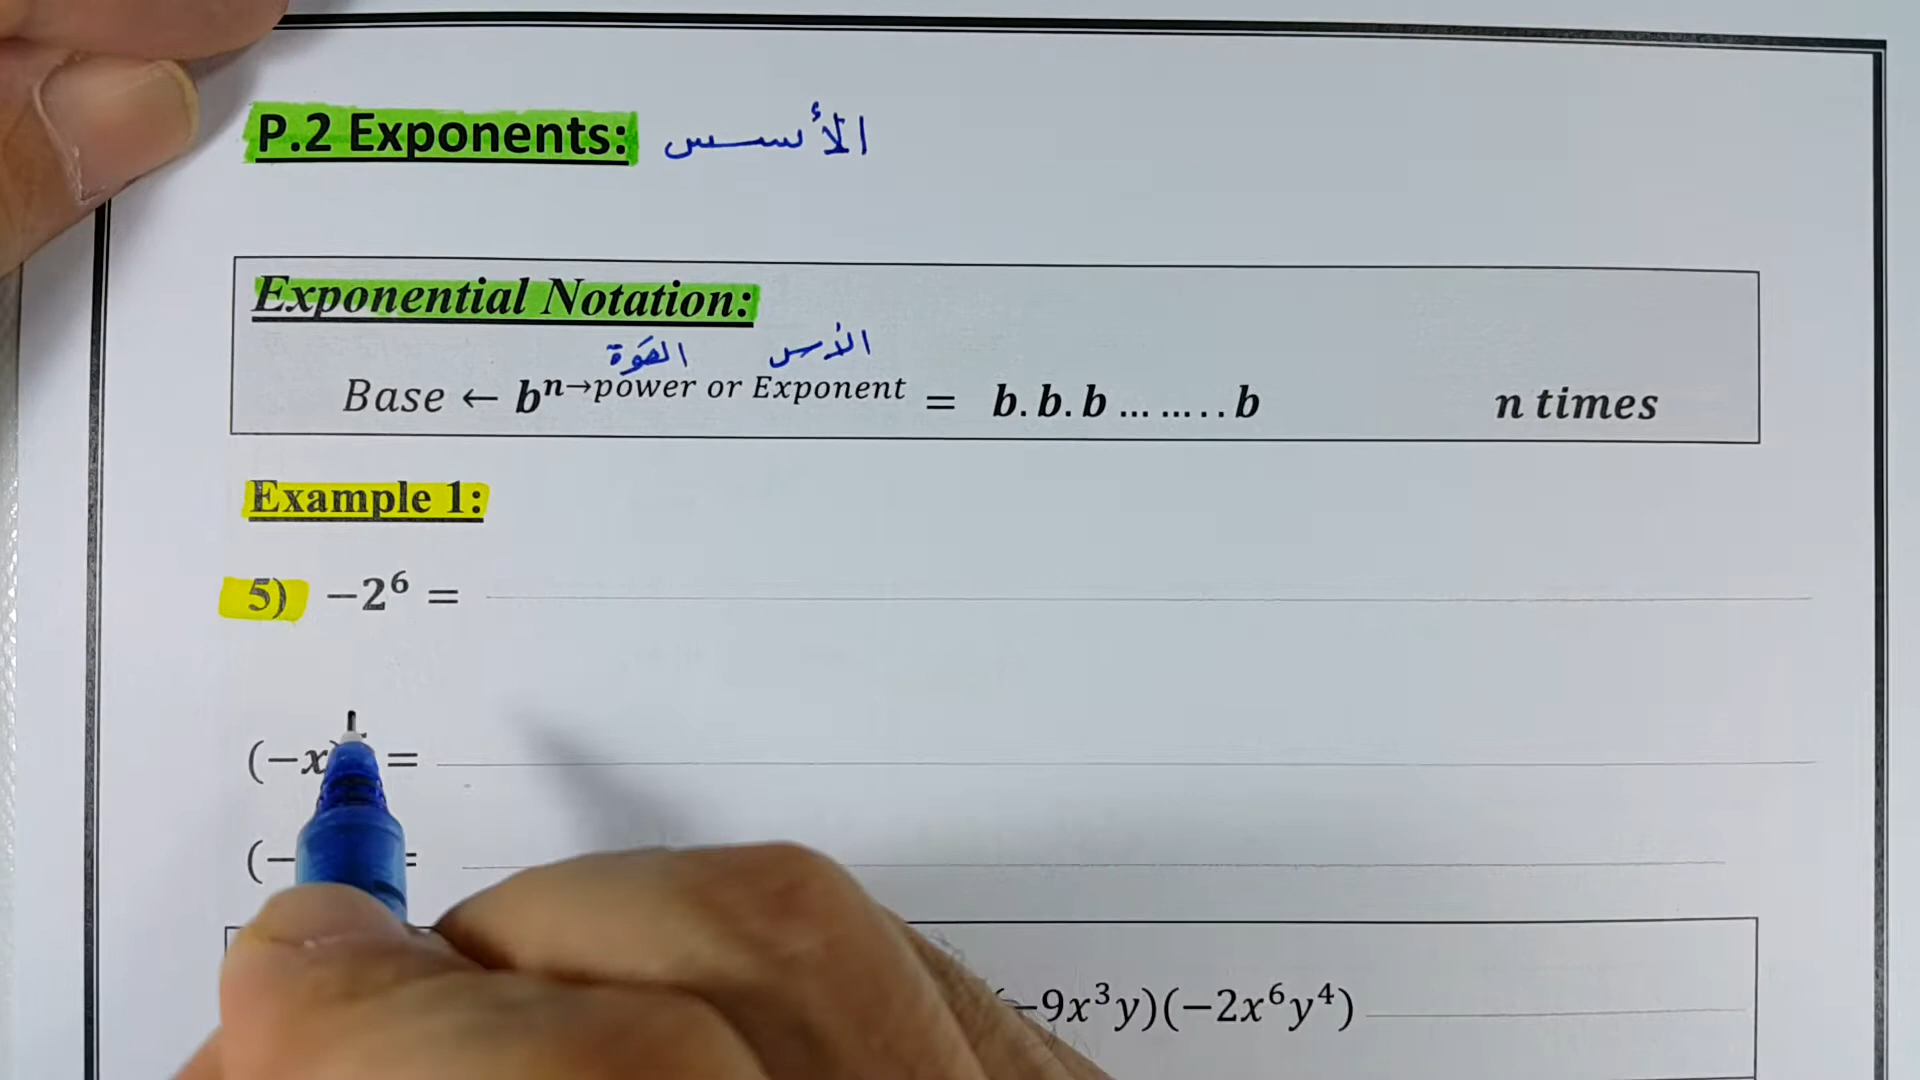 P.2 Exponents: الأسس
Exponential Notation:
القوة الأس
Base ← bⁿ→power or Exponent = b. b. b ... ... .. b n times
Example 1:
5) −2⁶ =
(−x) =
(− =
−9x³y)(−2x⁶y⁴)